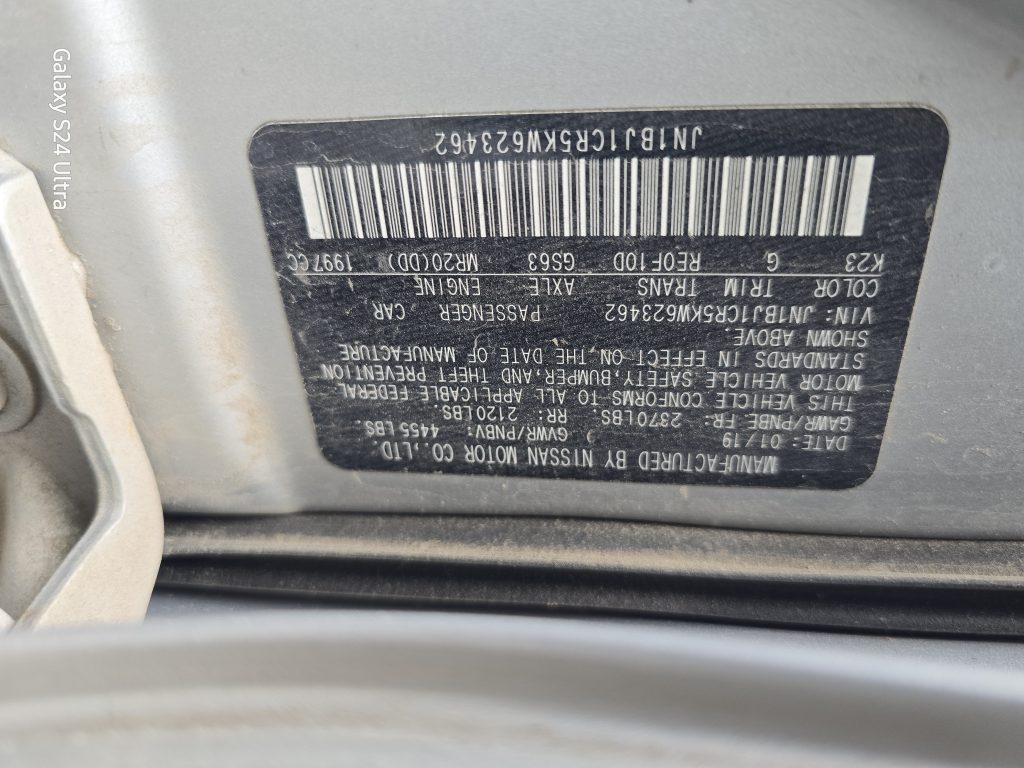 MANUFACTURED BY NISSAN MOTOR CO.,LTD.
DATE: 01/19 GVWR/PNBV: 4455 LBS.
GAWR/PNBE FR: 2370LBS. RR: 2120LBS.
THIS VEHICLE CONFORMS TO ALL APPLICABLE FEDERAL
MOTOR VEHICLE SAFETY,BUMPER,AND THEFT PREVENTION
STANDARDS IN EFFECT ON THE DATE OF MANUFACTURE
SHOWN ABOVE.
VIN: JN1BJ1CR5KW623462 PASSENGER CAR
COLOR TRIM TRANS AXLE ENGINE
K23 G RE0F10D GS63 MR20(DD) 1997CC
JN1BJ1CR5KW623462
Galaxy S24 Ultra